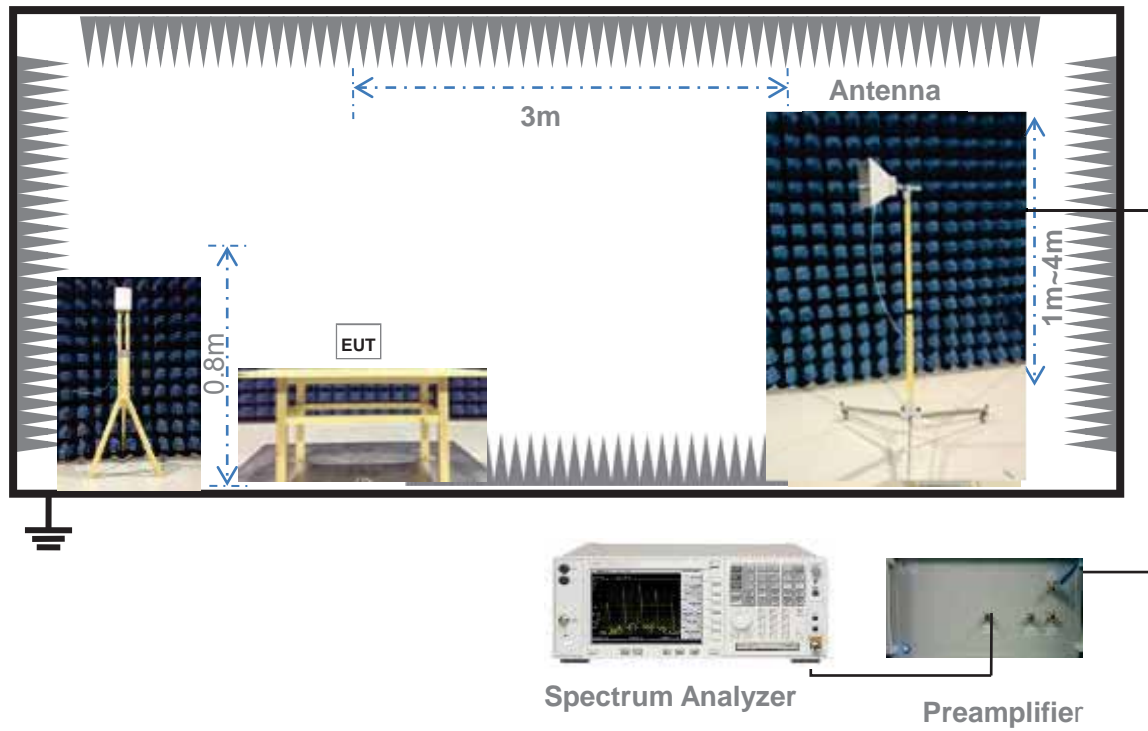 Antenna
3m
1m~4m
0.8m
EUT
Spectrum Analyzer
Preamplifier